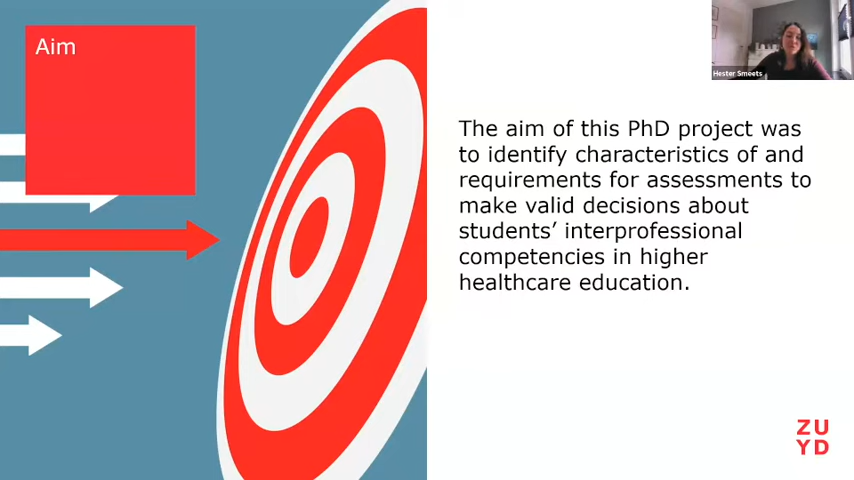 Aim
Hester Smeets
The aim of this PhD project was
to identify characteristics of and
requirements for assessments to
make valid decisions about
students’ interprofessional
competencies in higher
healthcare education.
ZU
YD